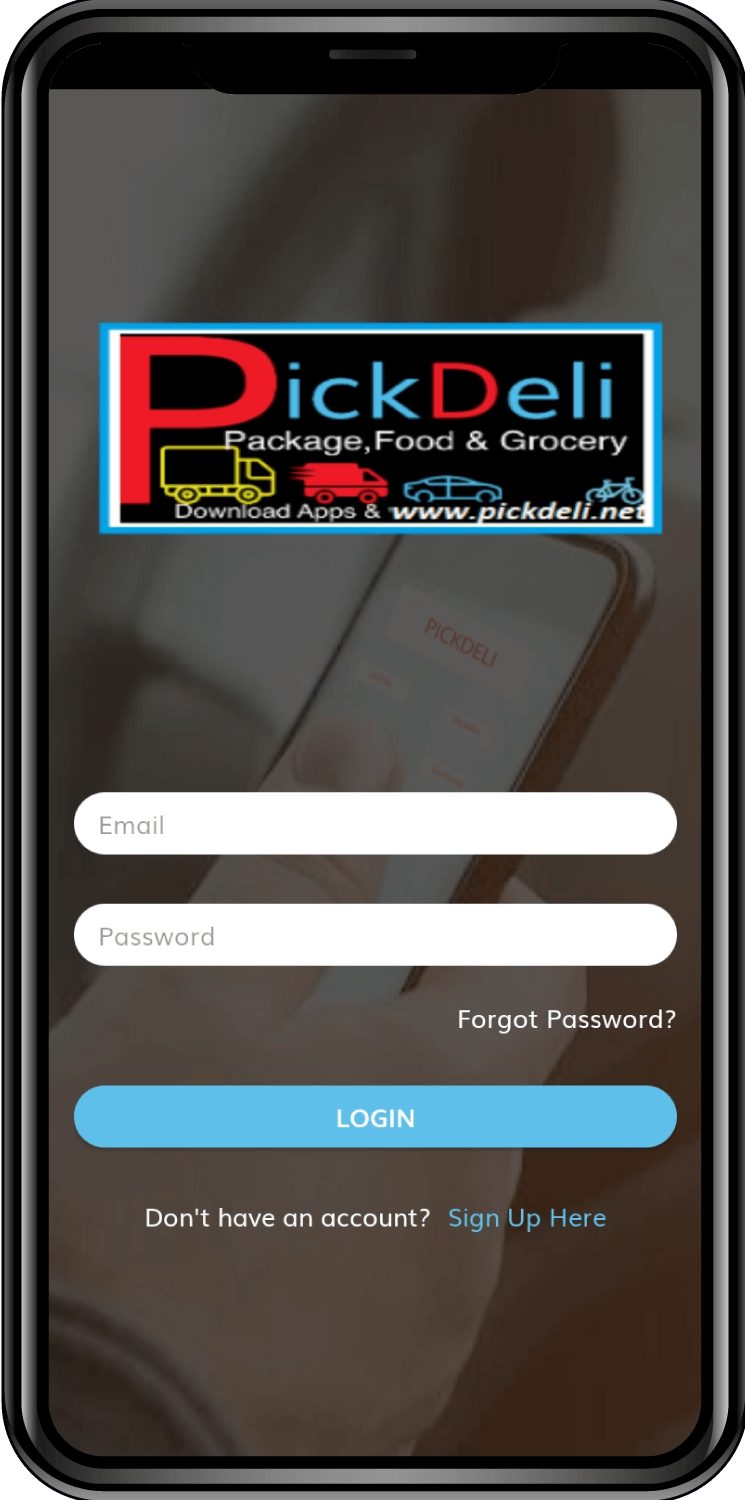 PickDeli
Package,Food & Grocery
Download Apps & www.pickdeli.net
PICKDELI
Email
Password
Forgot Password?
LOGIN
Don't have an account? Sign Up Here